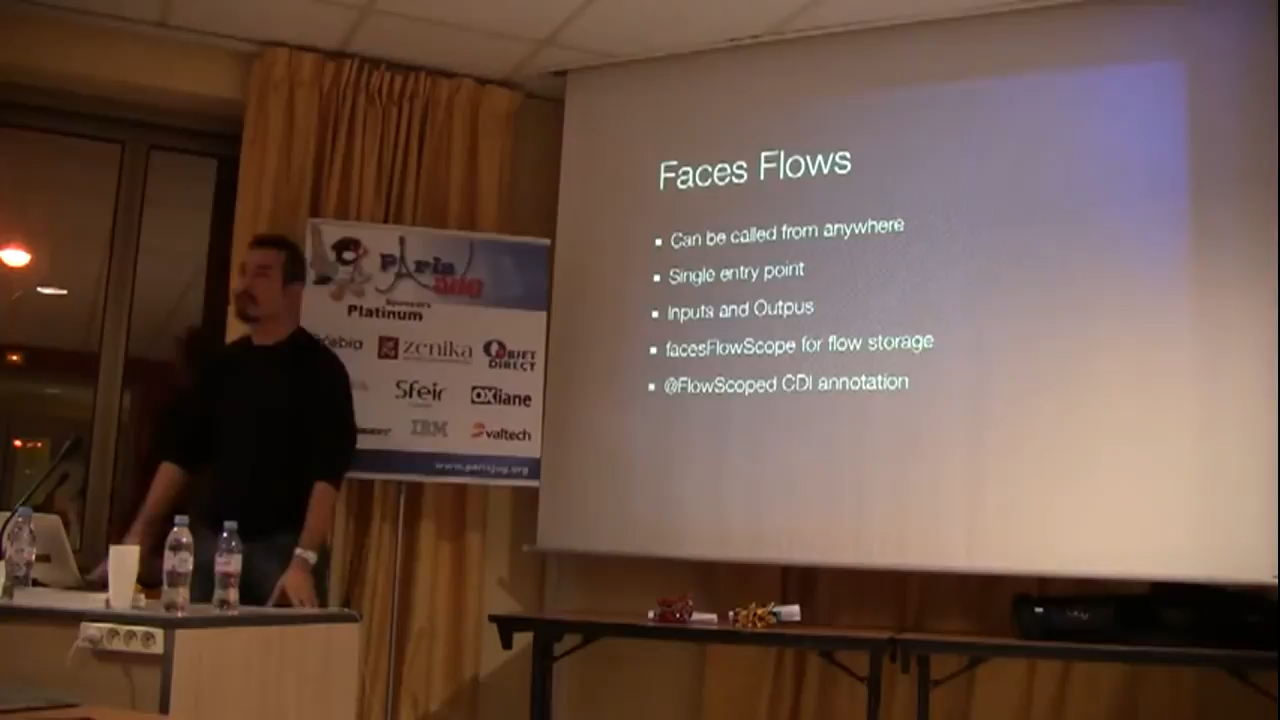 Faces Flows
Can be called from anywhere
Single entry point
Inputs and Outpus
facesFlowScope for flow storage
@FlowScoped CDI annotation
Paris
JUG
Sponsors
Platinum
zenika
OBJET
DIRECT
Sfeir
OXiane
IBM
valtech
www.parisjug.org